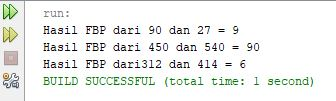 run:
Hasil FBP dari 90 dan 27 = 9
Hasil FBP dari 450 dan 540 = 90
Hasil FBP dari312 dan 414 = 6
BUILD SUCCESSFUL (total time: 1 second)